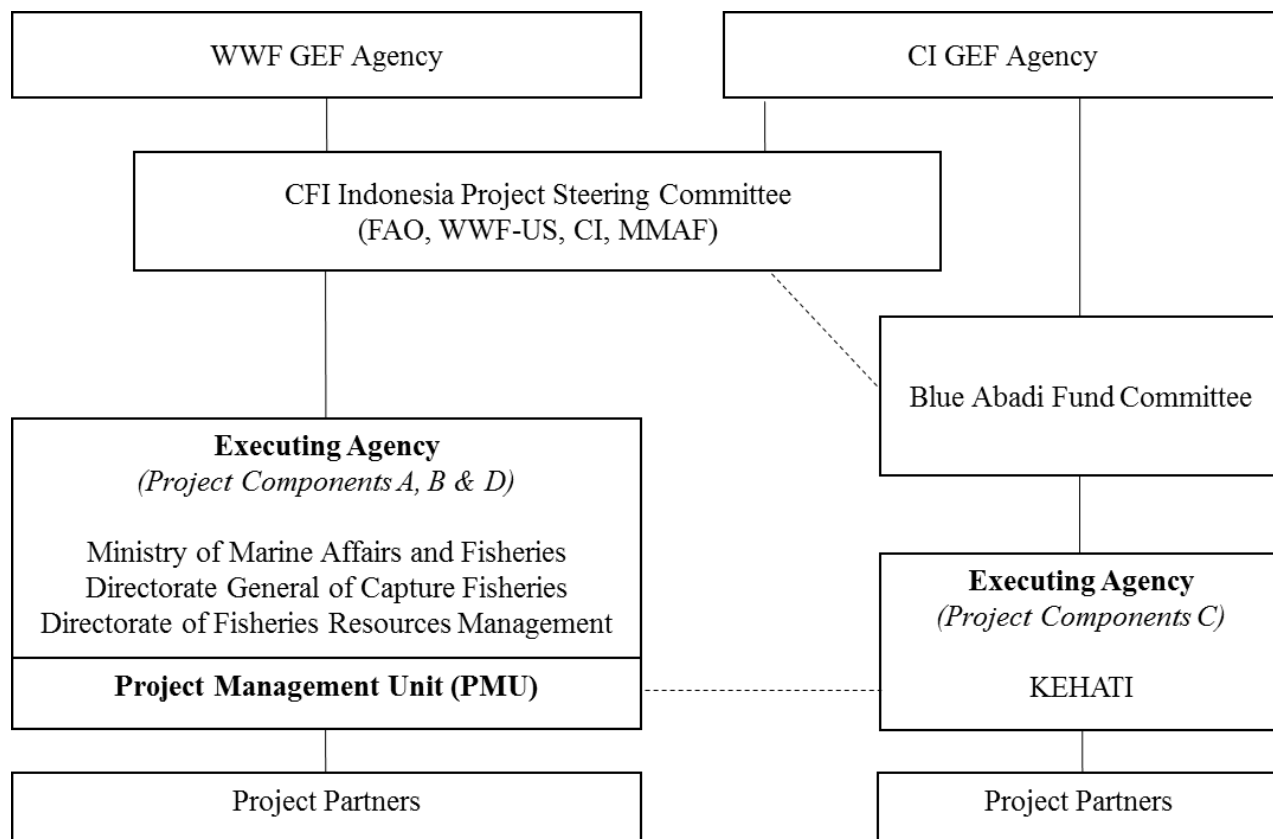 WWF GEF Agency
CI GEF Agency
CFI Indonesia Project Steering Committee
(FAO, WWF-US, CI, MMAF)
Blue Abadi Fund Committee
Executing Agency
(Project Components A, B & D)
Ministry of Marine Affairs and Fisheries
Directorate General of Capture Fisheries
Directorate of Fisheries Resources Management
Project Management Unit (PMU)
Executing Agency
(Project Components C)
KEHATI
Project Partners
Project Partners